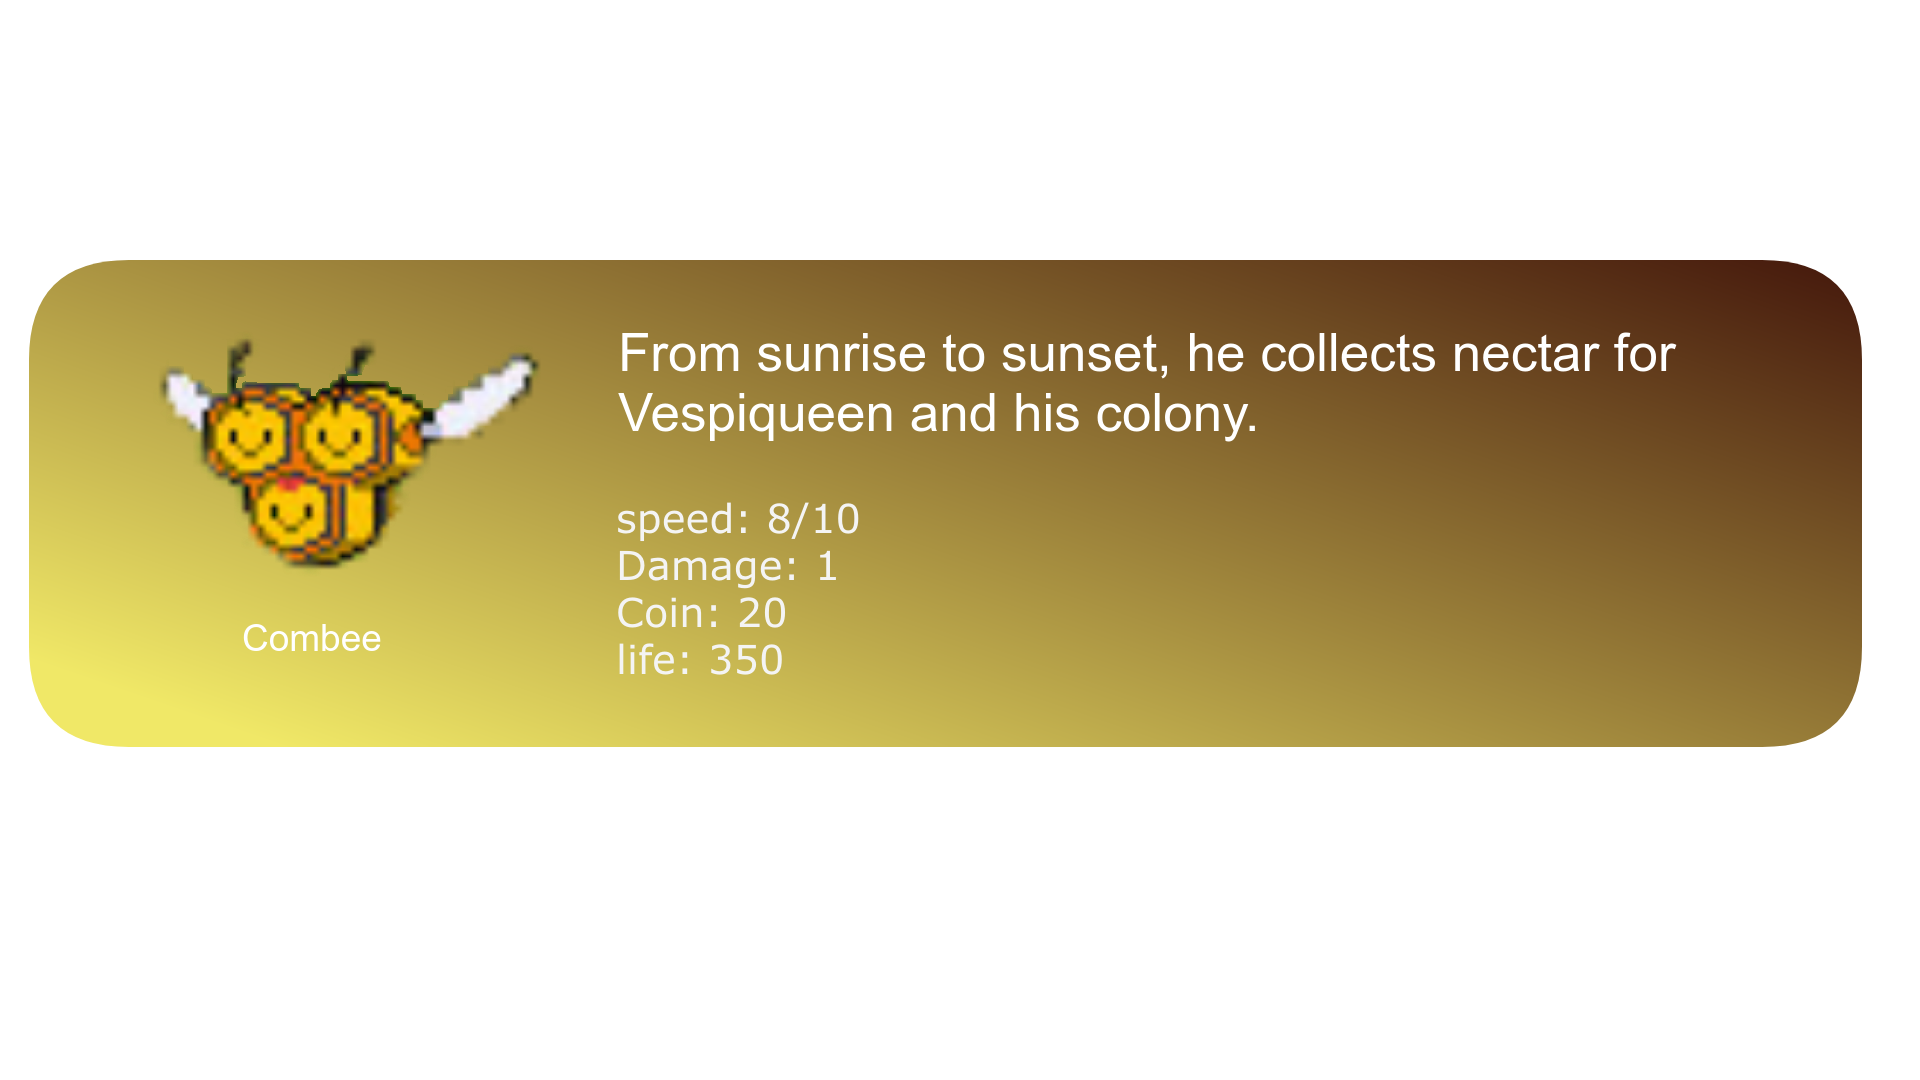 From sunrise to sunset, he collects nectar for
Vespiqueen and his colony.
speed: 8/10
Damage: 1
Coin: 20
life: 350
Combee